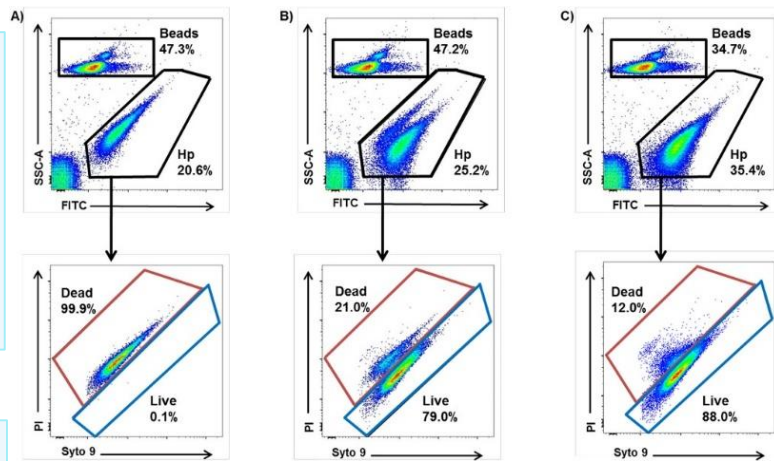 A)
Beads
47.3%
SSC-A
Hp
20.6%
FITC
Dead
99.9%
PI
Live
0.1%
Syto 9
B)
Beads
47.2%
SSC-A
Hp
25.2%
FITC
Dead
21.0%
PI
Live
79.0%
Syto 9
C)
Beads
34.7%
SSC-A
Hp
35.4%
FITC
Dead
12.0%
PI
Live
88.0%
Syto 9